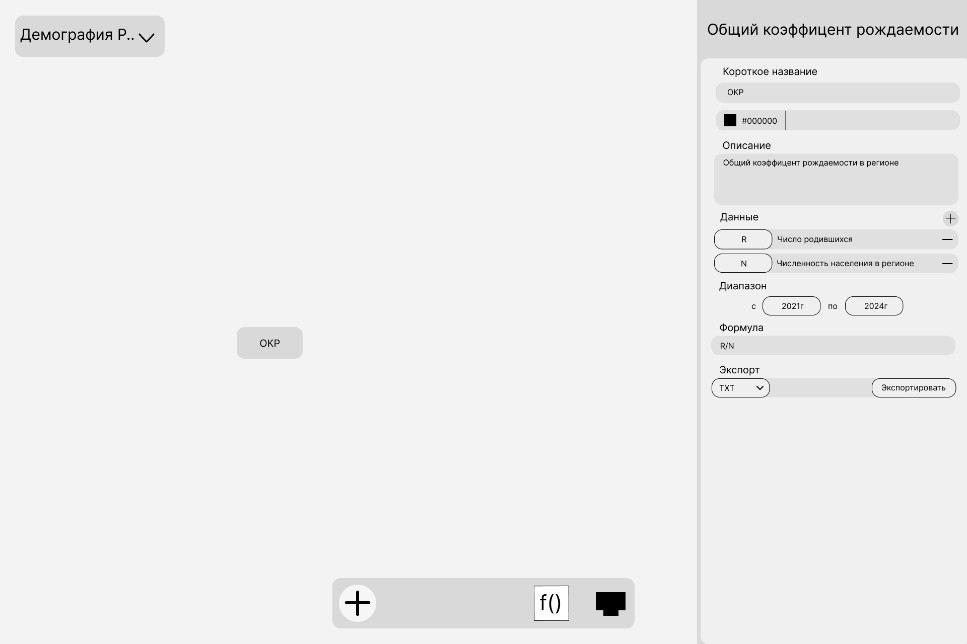 Демография Р..
ОКР
f()
Общий коэффицент рождаемости
Короткое название
ОКР
#000000
Описание
Общий коэффицент рождаемости в регионе
Данные
R Число родившихся
N Численность населения в регионе
Диапазон
с 2021г по 2024г
Формула
R/N
Экспорт
TXT Экспортировать